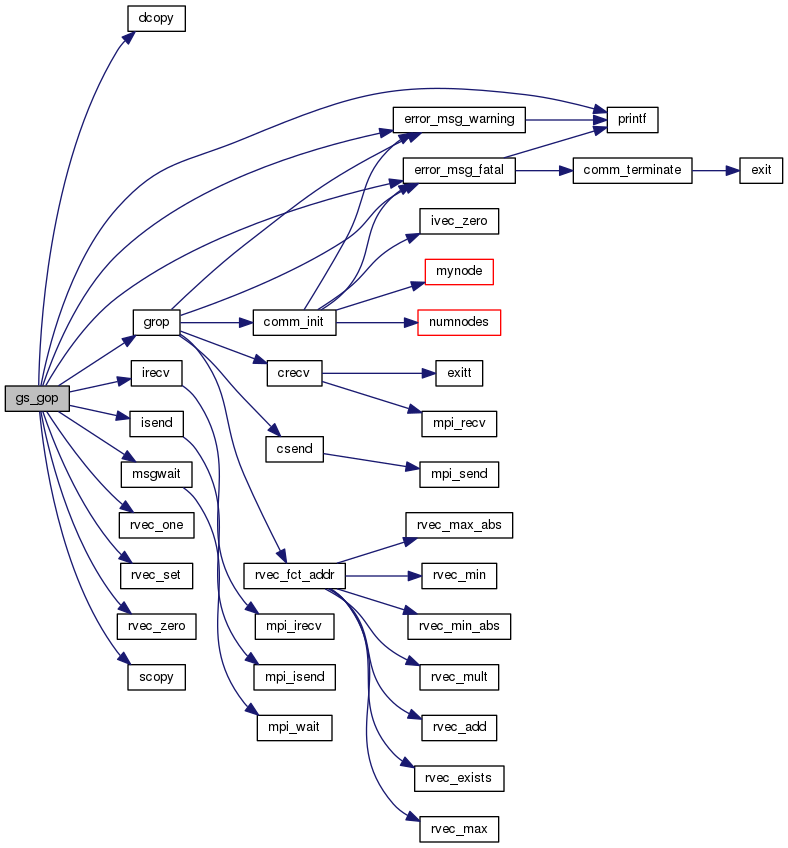 dcopy
error_msg_warning
printf
error_msg_fatal
comm_terminate
exit
ivec_zero
mynode
grop
comm_init
numnodes
irecv
crecv
exitt
gs_gop
isend
mpi_recv
csend
msgwait
mpi_send
rvec_one
rvec_max_abs
rvec_set
rvec_fct_addr
rvec_min
rvec_zero
mpi_irecv
rvec_min_abs
scopy
mpi_isend
rvec_mult
mpi_wait
rvec_add
rvec_exists
rvec_max